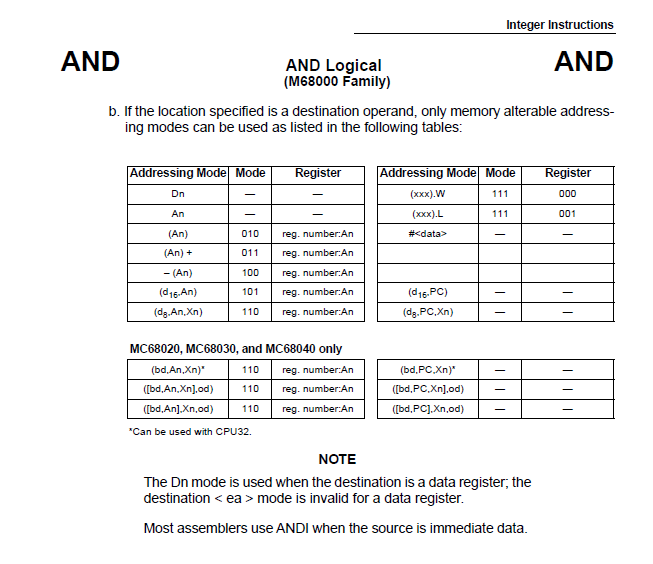 Integer Instructions
AND AND Logical AND
(M68000 Family)
b. If the location specified is a destination operand, only memory alterable address-
ing modes can be used as listed in the following tables:
Addressing Mode Mode Register Addressing Mode Mode Register
Dn — — (xxx).W 111 000
An — — (xxx).L 111 001
(An) 010 reg. number:An #<data> — —
(An) + 011 reg. number:An
– (An) 100 reg. number:An
(d16,An) 101 reg. number:An (d16,PC) — —
(d8,An,Xn) 110 reg. number:An (d8,PC,Xn) — —
MC68020, MC68030, and MC68040 only
(bd,An,Xn)* 110 reg. number:An (bd,PC,Xn)* — —
([bd,An,Xn],od) 110 reg. number:An ([bd,PC,Xn],od) — —
([bd,An],Xn,od) 110 reg. number:An ([bd,PC],Xn,od) — —
*Can be used with CPU32.
NOTE
The Dn mode is used when the destination is a data register; the
destination < ea > mode is invalid for a data register.
Most assemblers use ANDI when the source is immediate data.